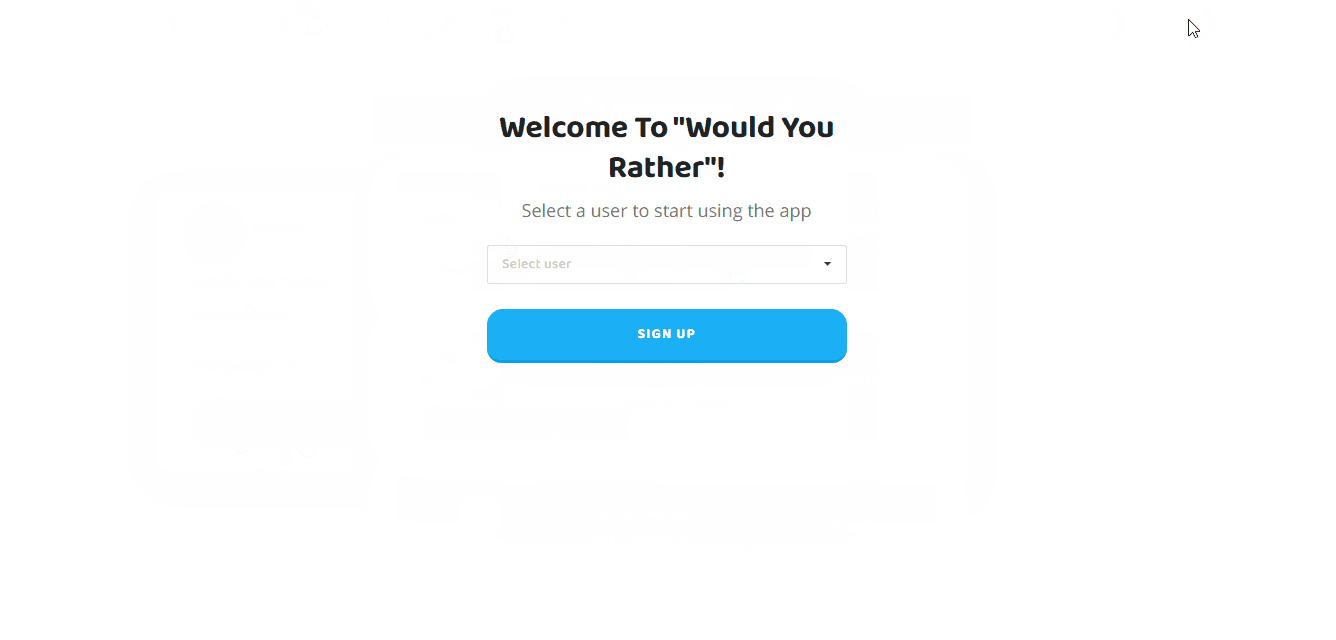 Welcome To "Would You
Rather"!
Select a user to start using the app
Select user
SIGN UP